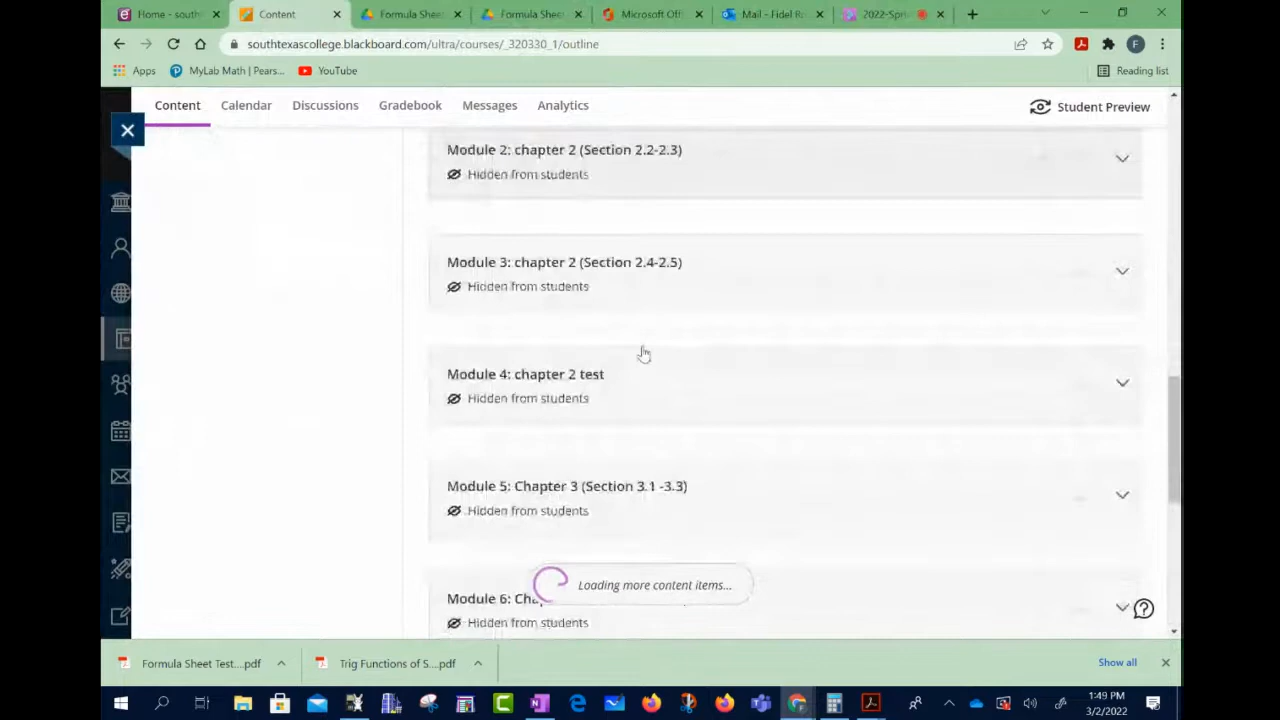 Home - south
Content
Formula Shee
Formula Shee
Microsoft Offi
Mail - Fidel Ro
2022-Spri
southtexascollege.blackboard.com/ultra/courses/_320330_1/outline
F
Apps
MyLab Math | Pears...
YouTube
Reading list
Content
Calendar
Discussions
Gradebook
Messages
Analytics
Student Preview
Module 2: chapter 2 (Section 2.2-2.3)
Hidden from students
Module 3: chapter 2 (Section 2.4-2.5)
Hidden from students
Module 4: chapter 2 test
Hidden from students
Module 5: Chapter 3 (Section 3.1 -3.3)
Hidden from students
Loading more content items...
Module 6: Cha
Hidden from students
Formula Sheet Test....pdf
Trig Functions of S....pdf
Show all
1:49 PM
3/2/2022